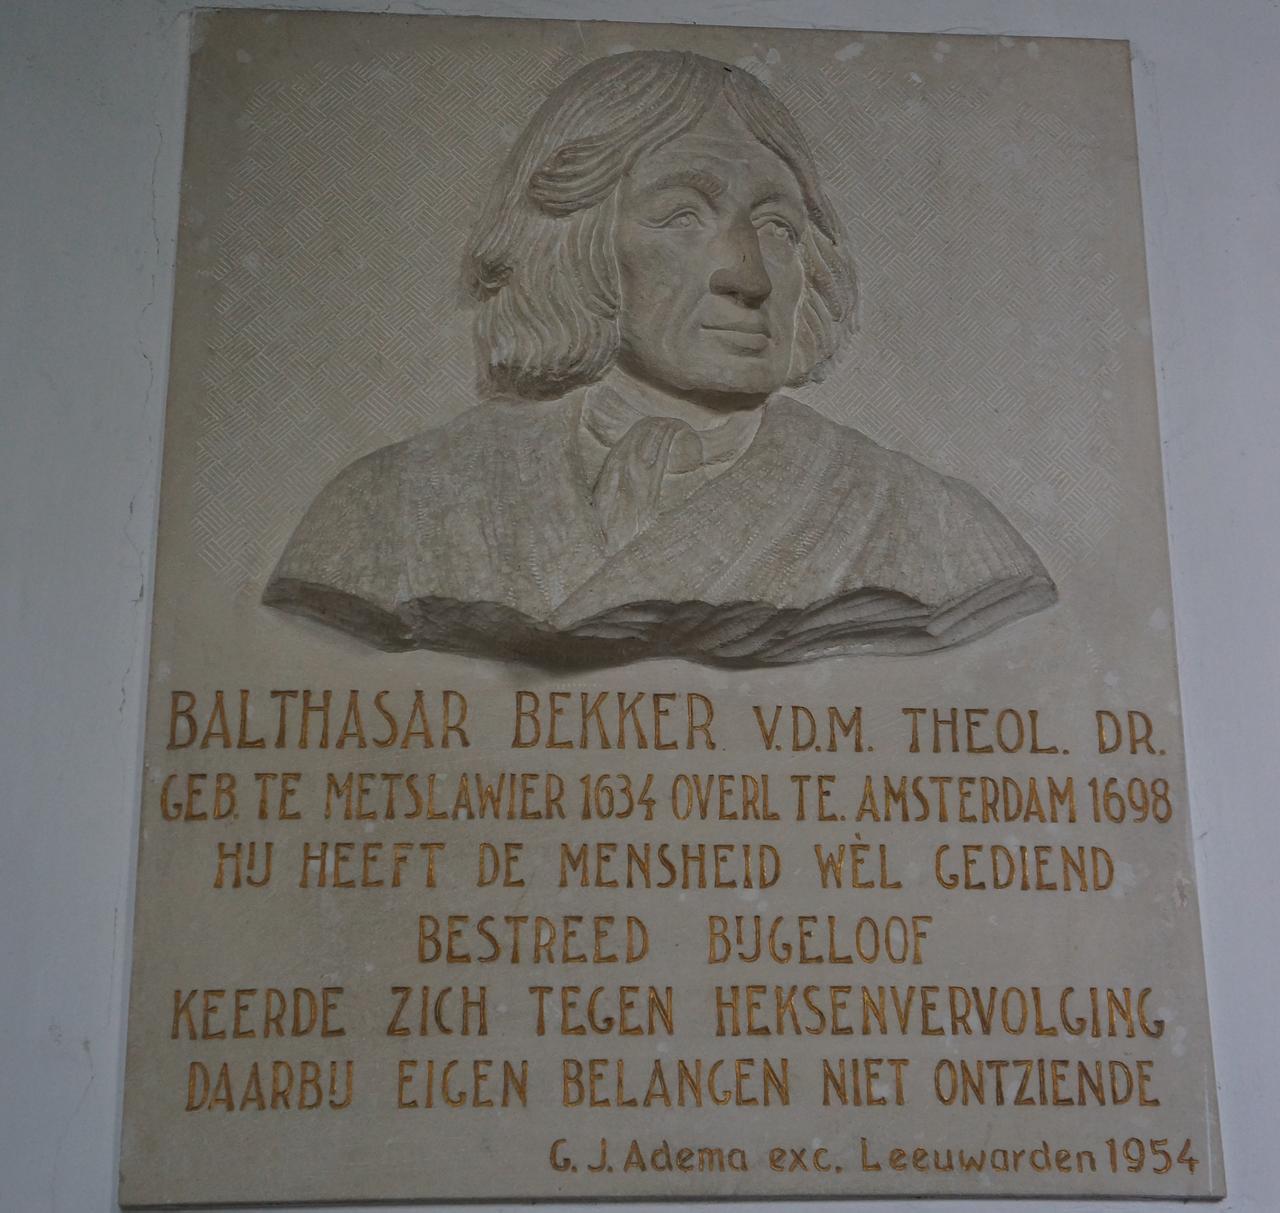 BALTHASAR BEKKER V.D.M. THEOL. DR.
GEB. TE METSLAWIER 1634 OVERL TE. AMSTERDAM 1698
HIJ HEEFT DE MENSHEID WÈL GEDIEND
BESTREED BIJGELOOF
KEERDE ZICH TEGEN HEKSENVERVOLGING
DAARBIJ EIGEN BELANGEN NIET ONTZIENDE
G. J. Adema exc. Leeuwarden 1954